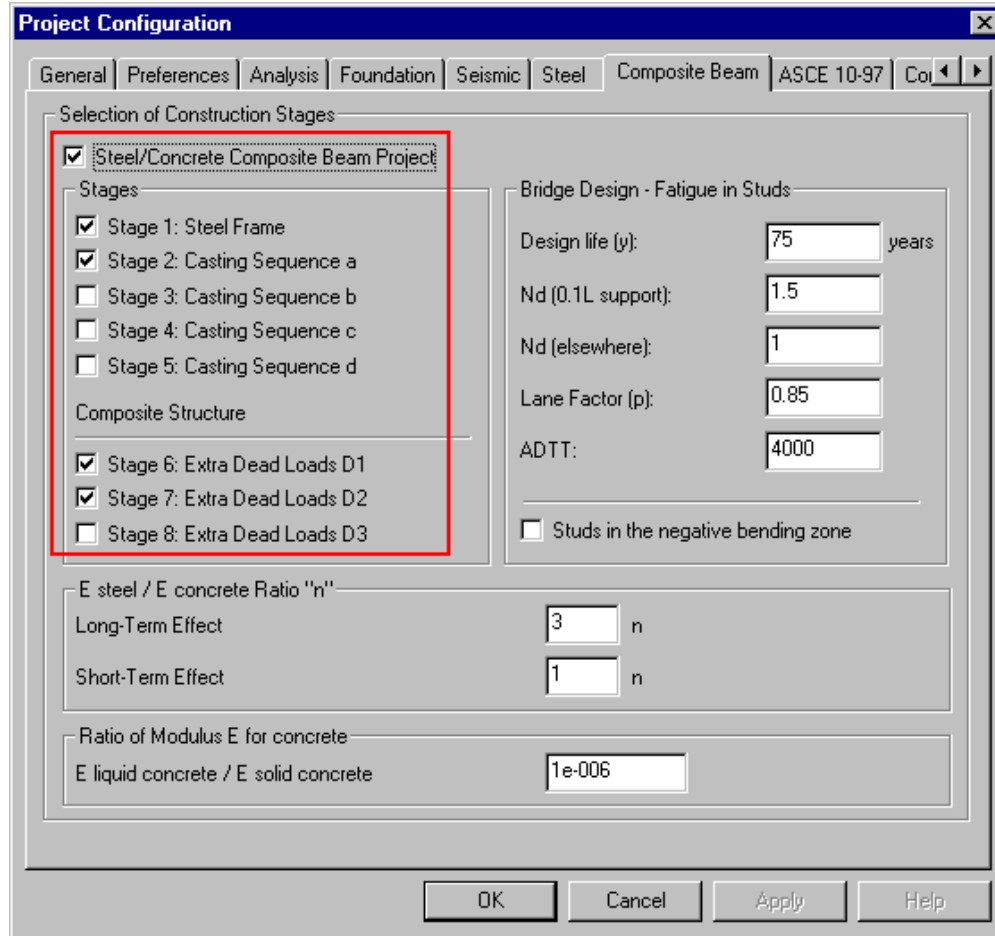 Project Configuration
General Preferences Analysis Foundation Seismic Steel Composite Beam ASCE 10-97 Co
Selection of Construction Stages
Steel/Concrete Composite Beam Project
Stages
Stage 1: Steel Frame
Stage 2: Casting Sequence a
Stage 3: Casting Sequence b
Stage 4: Casting Sequence c
Stage 5: Casting Sequence d
Composite Structure
Stage 6: Extra Dead Loads D1
Stage 7: Extra Dead Loads D2
Stage 8: Extra Dead Loads D3
Bridge Design - Fatigue in Studs
Design life (y): 75 years
Nd (0.1L support): 1.5
Nd (elsewhere): 1
Lane Factor (p): 0.85
ADTT: 4000
Studs in the negative bending zone
E steel / E concrete Ratio "n"
Long-Term Effect 3 n
Short-Term Effect 1 n
Ratio of Modulus E for concrete
E liquid concrete / E solid concrete 1e-006
OK Cancel Apply Help